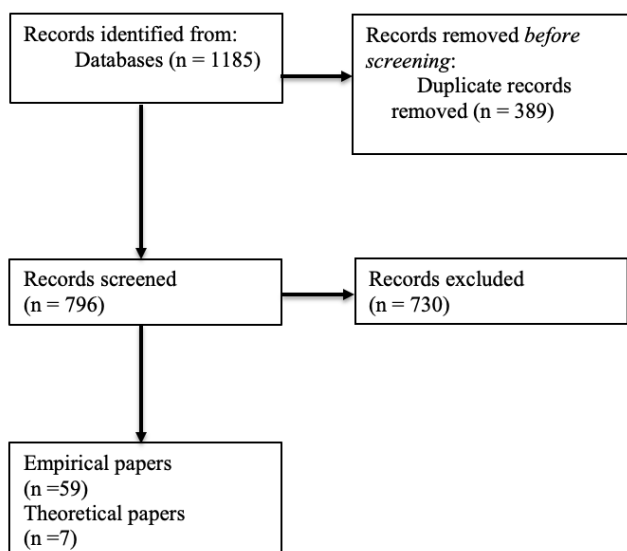 Records identified from:
Databases (n = 1185)
Records removed before
screening:
Duplicate records
removed (n = 389)
Records screened
(n = 796)
Records excluded
(n = 730)
Empirical papers
(n =59)
Theoretical papers
(n =7)